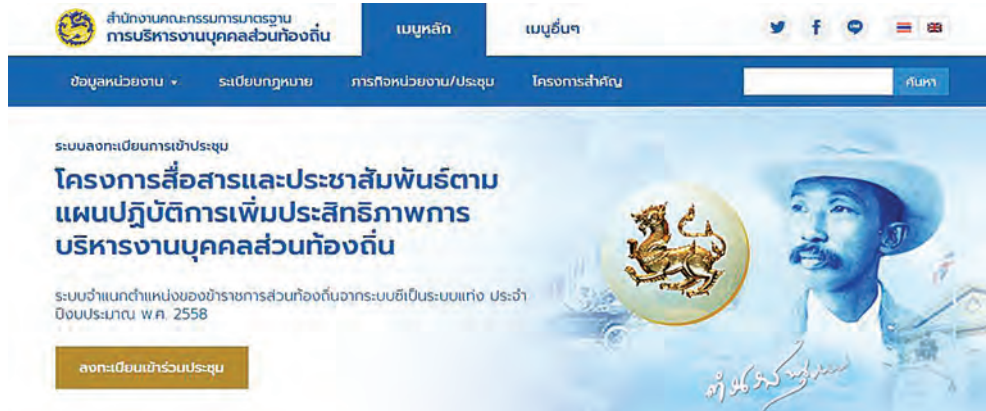 สำนักงานคณะกรรมการมาตรฐาน
การบริหารงานบุคคลส่วนท้องถิ่น
เมนูหลัก
เมนูอื่นๆ
ข้อมูลหน่วยงาน
ระเบียบกฎหมาย
ภารกิจหน่วยงาน/ประชุม
โครงการสำคัญ
ค้นหา
ระบบลงทะเบียนการเข้าประชุม
โครงการสื่อสารและประชาสัมพันธ์ตาม
แผนปฏิบัติการเพิ่มประสิทธิภาพการ
บริหารงานบุคคลส่วนท้องถิ่น
ระบบจำแนกตำแหน่งของข้าราชการส่วนท้องถิ่นจากระบบซีเป็นระบบแท่ง ประจำ
ปีงบประมาณ พ.ศ. 2558
ลงทะเบียนเข้าร่วมประชุม